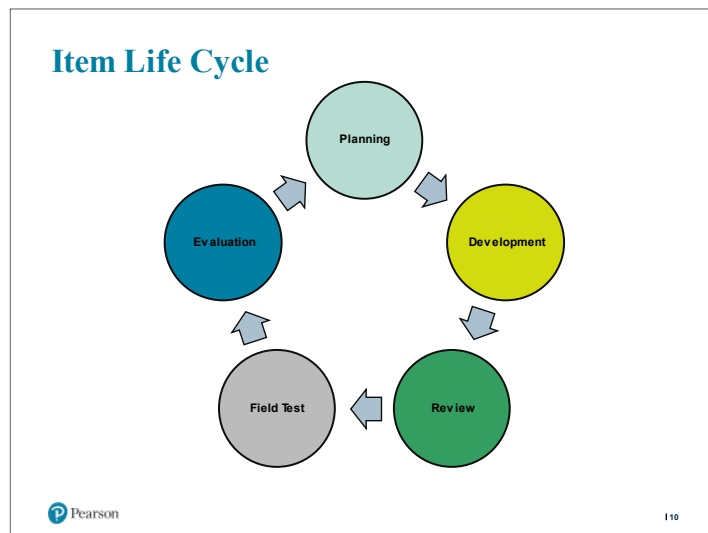 Item Life Cycle
Planning
Development
Review
Field Test
Evaluation
Pearson
10